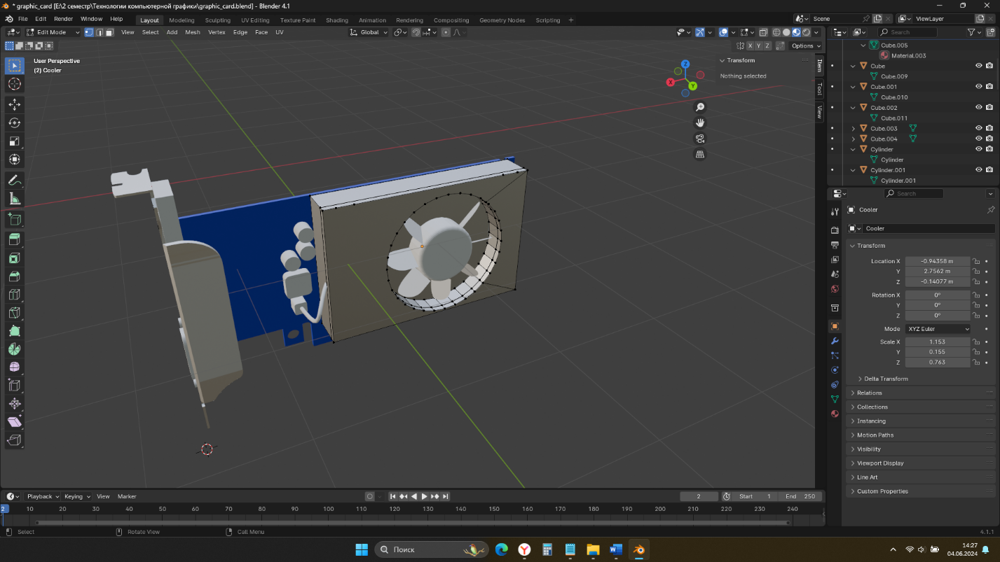 * graphic_card [E:\2 семестр\Технологии компьютерной графики\graphic_card.blend] - Blender 4.1
File Edit Render Window Help Layout Modeling Sculpting UV Editing Texture Paint Shading Animation Rendering Compositing Geometry Nodes Scripting Scene ViewLayer
Edit Mode View Select Add Mesh Vertex Edge Face UV Global Search
X Y Z Options
User Perspective
(2) Cooler
Z
X
Y
Transform
Nothing selected
Item
Tool
View
Cube.005
Material.003
Cube
Cube.009
Cube.001
Cube.010
Cube.002
Cube.011
Cube.003
Cube.004
Cylinder
Cylinder
Cylinder.001
Cylinder.001
Search
Cooler
Cooler
Transform
Location X -0.94358 m
Y 2.7562 m
Z -0.14077 m
Rotation X 0°
Y 0°
Z 0°
Mode XYZ Euler
Scale X 1.153
Y 0.155
Z 0.763
Delta Transform
Relations
Collections
Instancing
Motion Paths
Visibility
Viewport Display
Line Art
Custom Properties
Playback Keying View Marker 2 Start 1 End 250
2 10 20 30 40 50 60 70 80 90 100 110 120 130 140 150 160 170 180 190 200 210 220 230 240
Select Rotate View Call Menu 4.1.1
Поиск
14:27
04.06.2024